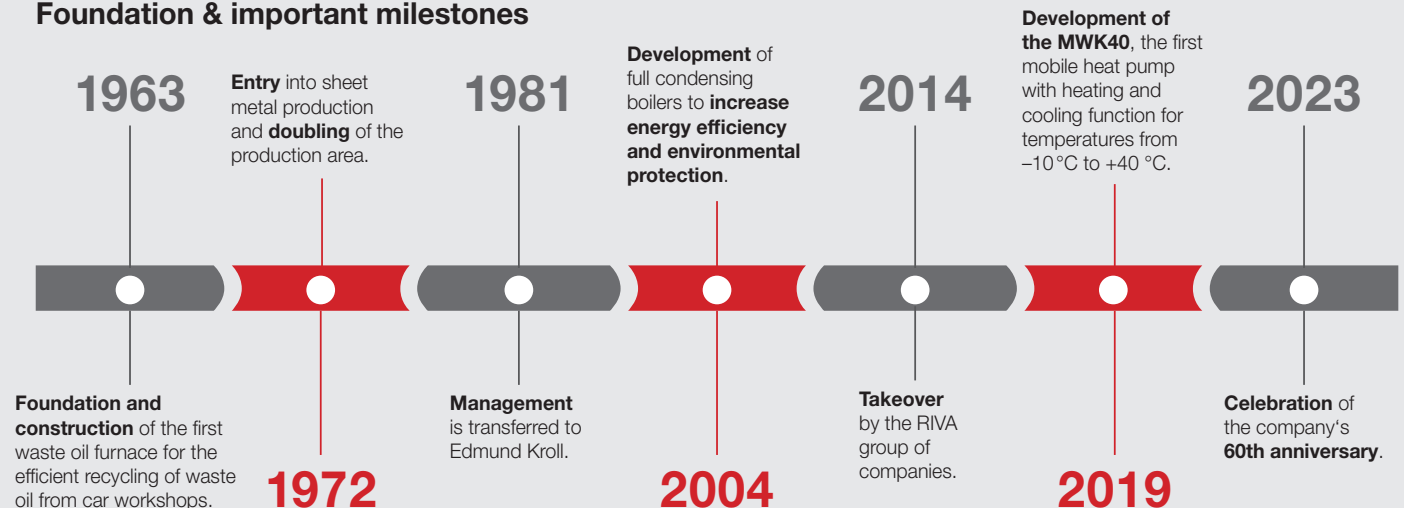 Foundation & important milestones
1963
Foundation and
construction of the first
waste oil furnace for the
efficient recycling of waste
oil from car workshops.
Entry into sheet
metal production
and doubling of the
production area.
1972
1981
Management
is transferred to
Edmund Kroll.
Development of
full condensing
boilers to increase
energy efficiency
and environmental
protection.
2004
2014
Takeover
by the RIVA
group of
companies.
Development of
the MWK40, the first
mobile heat pump
with heating and
cooling function for
temperatures from
–10 °C to +40 °C.
2019
2023
Celebration of
the company‘s
60th anniversary.